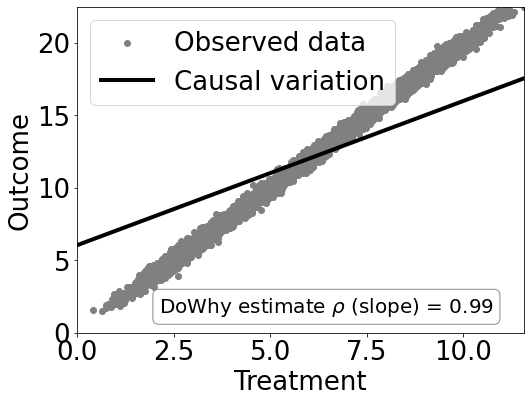 Observed data
Causal variation
20
15
10
5
0
Outcome
DoWhy estimate ρ (slope) = 0.99
0.0 2.5 5.0 7.5 10.0
Treatment